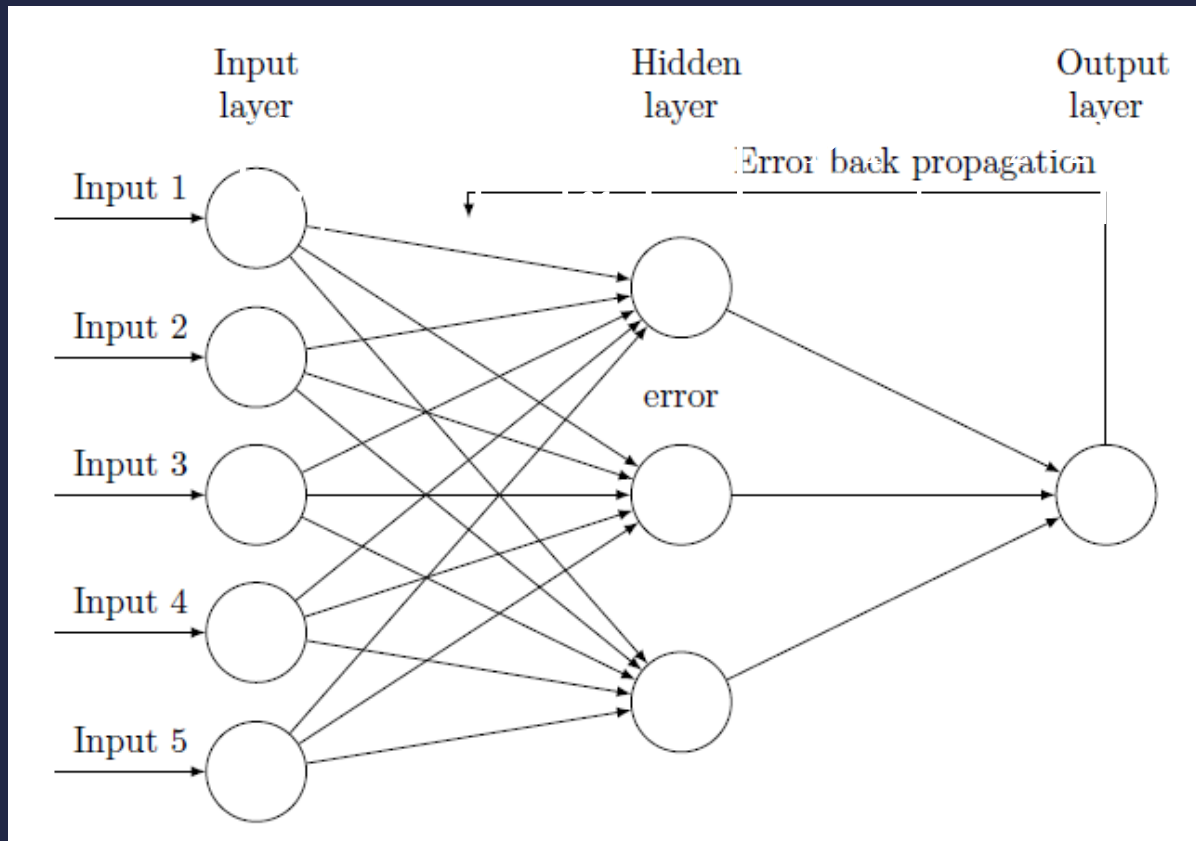 Input
layer
Hidden
layer
Output
layer
Error back propagation
Input 1
Input 2
error
Input 3
Input 4
Input 5